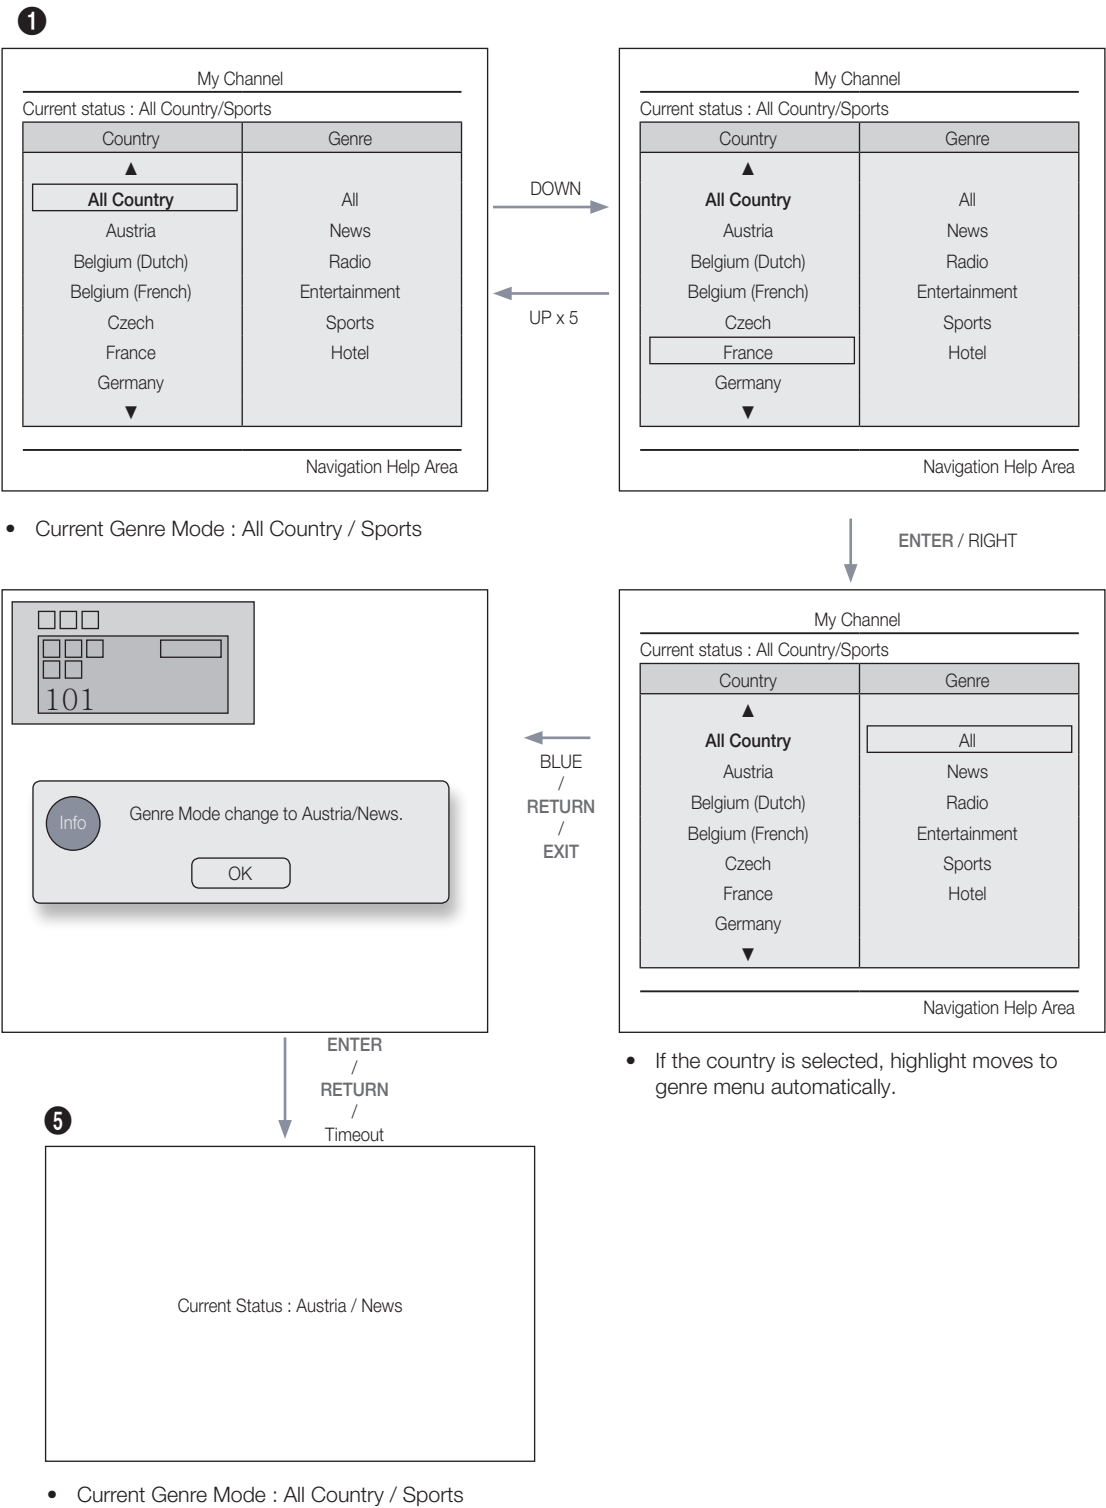 ❶
My Channel
Current status : All Country/Sports
Country Genre
▲
All Country All
Austria News
Belgium (Dutch) Radio
Belgium (French) Entertainment
Czech Sports
France Hotel
Germany
▼
Navigation Help Area
• Current Genre Mode : All Country / Sports
DOWN
UP x 5
My Channel
Current status : All Country/Sports
Country Genre
▲
All Country All
Austria News
Belgium (Dutch) Radio
Belgium (French) Entertainment
Czech Sports
France Hotel
Germany
▼
Navigation Help Area
ENTER / RIGHT
My Channel
Current status : All Country/Sports
Country Genre
▲
All Country All
Austria News
Belgium (Dutch) Radio
Belgium (French) Entertainment
Czech Sports
France Hotel
Germany
▼
Navigation Help Area
• If the country is selected, highlight moves to
genre menu automatically.
BLUE
/
RETURN
/
EXIT
□□□
□□□
□□
101
Info
Genre Mode change to Austria/News.
OK
ENTER
/
RETURN
/
Timeout
❺
Current Status : Austria / News
• Current Genre Mode : All Country / Sports